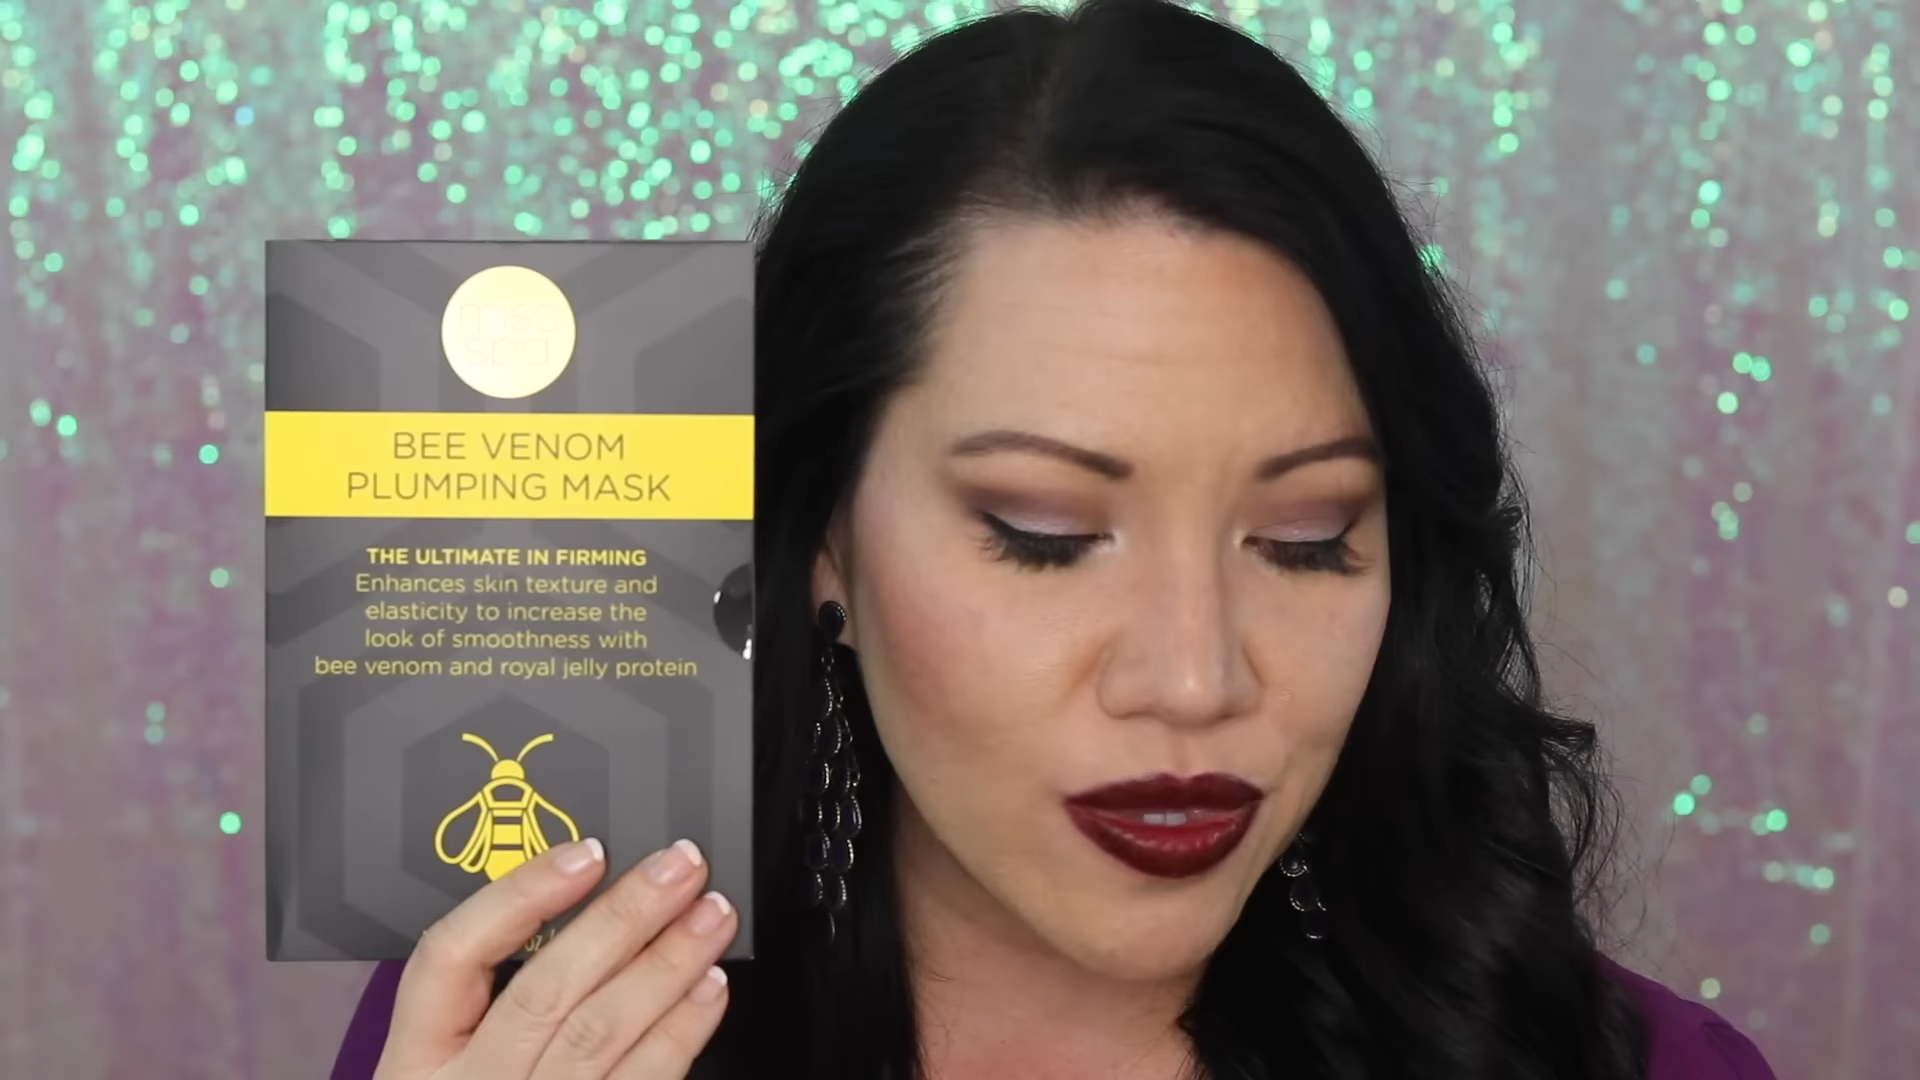 miss
spa
BEE VENOM
PLUMPING MASK
THE ULTIMATE IN FIRMING
Enhances skin texture and
elasticity to increase the
look of smoothness with
bee venom and royal jelly protein
oz /